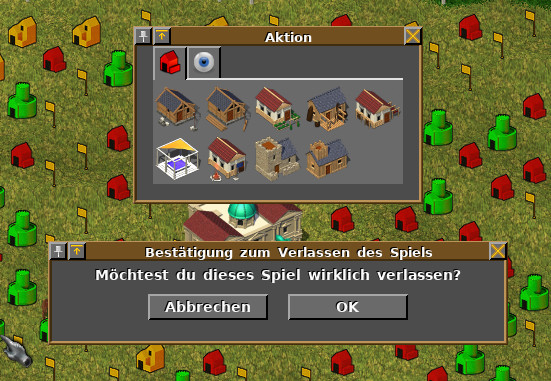 Aktion
Bestätigung zum Verlassen des Spiels
Möchtest du dieses Spiel wirklich verlassen?
Abbrechen
OK